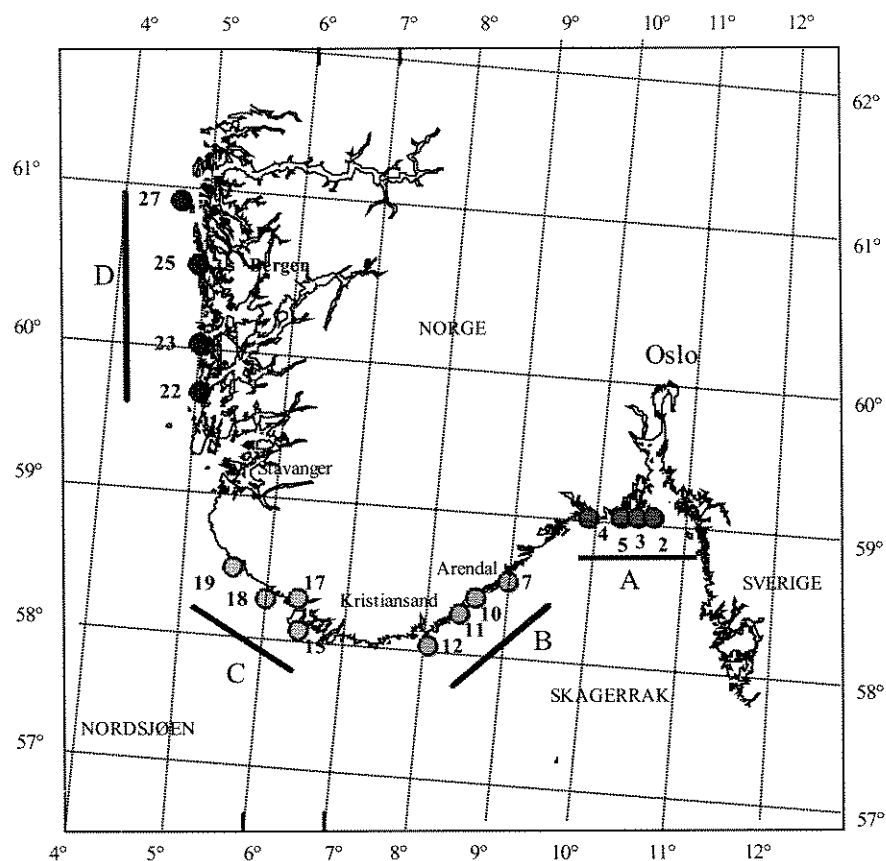 4° 5° 6° 7° 8° 9° 10° 11° 12°
62°
61°
61°
27
25
Bergen
D
NORGE
60°
23
Oslo
22
60°
59°
Stavanger
4 5 3 2
59°
A
19
17
Arendal
7
SVERIGE
18
Kristiansand
10
58°
11
15
12
B
C
58°
SKAGERRAK
NORDSJØEN
57°
57°
4° 5° 6° 7° 8° 9° 10° 11° 12°